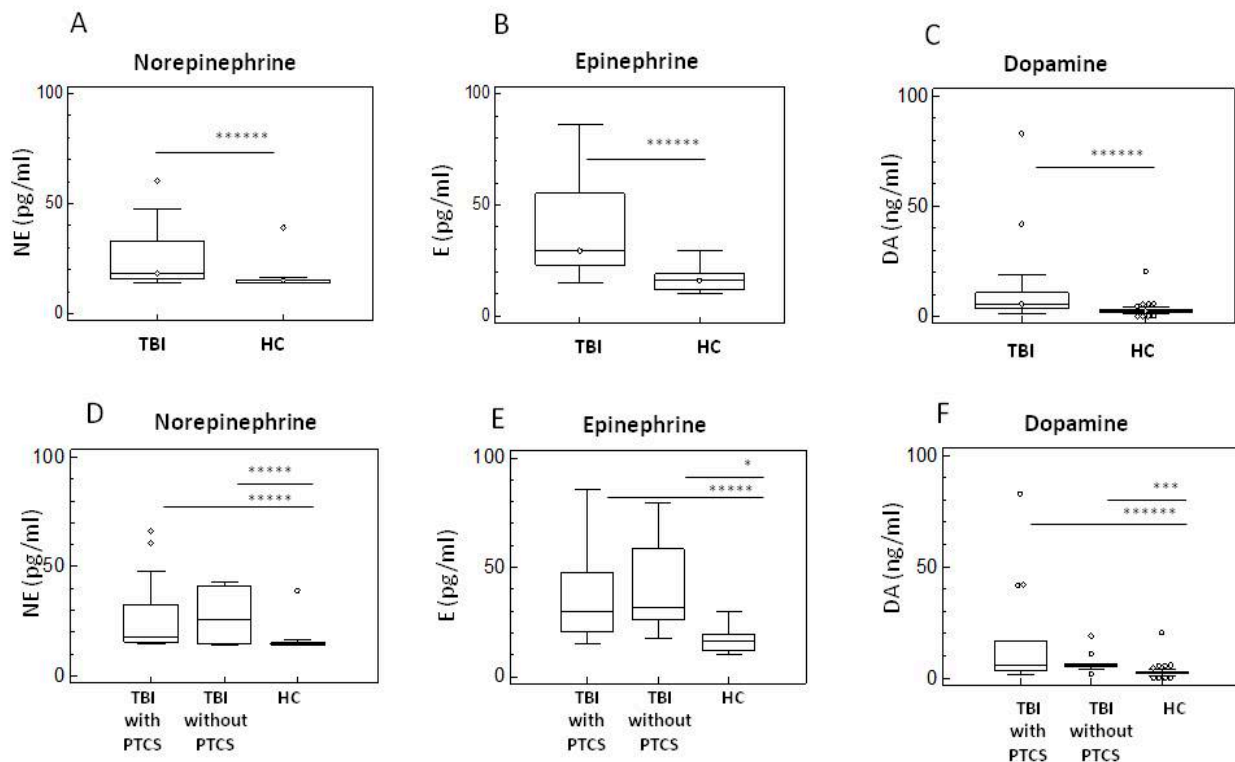 A
Norepinephrine
100
50
0
NE (pg/ml)
******
TBI
HC
B
Epinephrine
100
50
0
E (pg/ml)
******
TBI
HC
C
Dopamine
100
50
0
DA (ng/ml)
******
TBI
HC
D
Norepinephrine
100
50
0
NE (pg/ml)
*****
*****
TBI
with
PTCS
TBI
without
PTCS
HC
E
Epinephrine
100
50
0
E (pg/ml)
*
*****
TBI
with
PTCS
TBI
without
PTCS
HC
F
Dopamine
100
50
0
DA (ng/ml)
***
******
TBI
with
PTCS
TBI
without
PTCS
HC